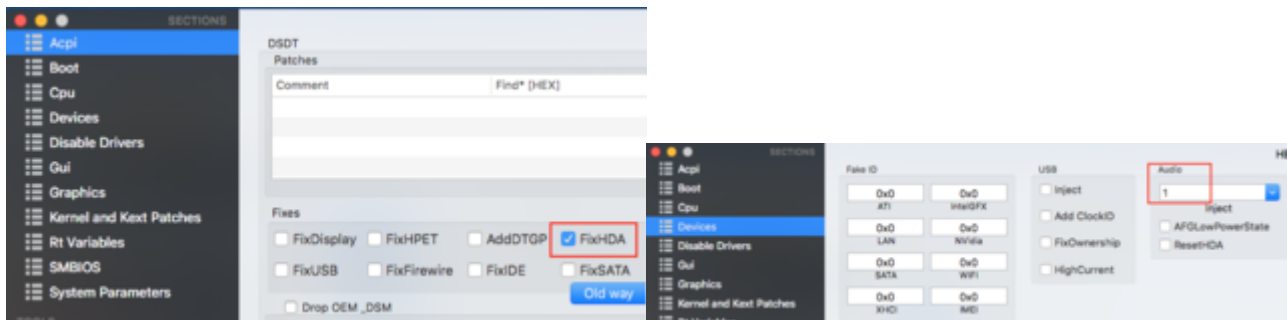 SECTIONS
Acpi
Boot
Cpu
Devices
Disable Drivers
Gui
Graphics
Kernel and Kext Patches
Rt Variables
SMBIOS
System Parameters
DSDT
Patches
Comment Find* [HEX]
Fixes
FixDisplay FixHPET AddDTGP FixHDA
FixUSB FixFirewire FixIDE FixSATA
Old way
Drop OEM _DSM
SECTIONS
Acpi
Boot
Cpu
Devices
Disable Drivers
Gui
Graphics
Kernel and Kext Patches
Fake ID
0x0 0x0
ATI IntelGFX
0x0 0x0
LAN NVidia
0x0 0x0
SATA WIFI
0x0 0x0
XHCI IMEI
USB
Inject
Add ClockID
FixOwnership
HighCurrent
Audio
1
Inject
AFGLowPowerState
ResetHDA